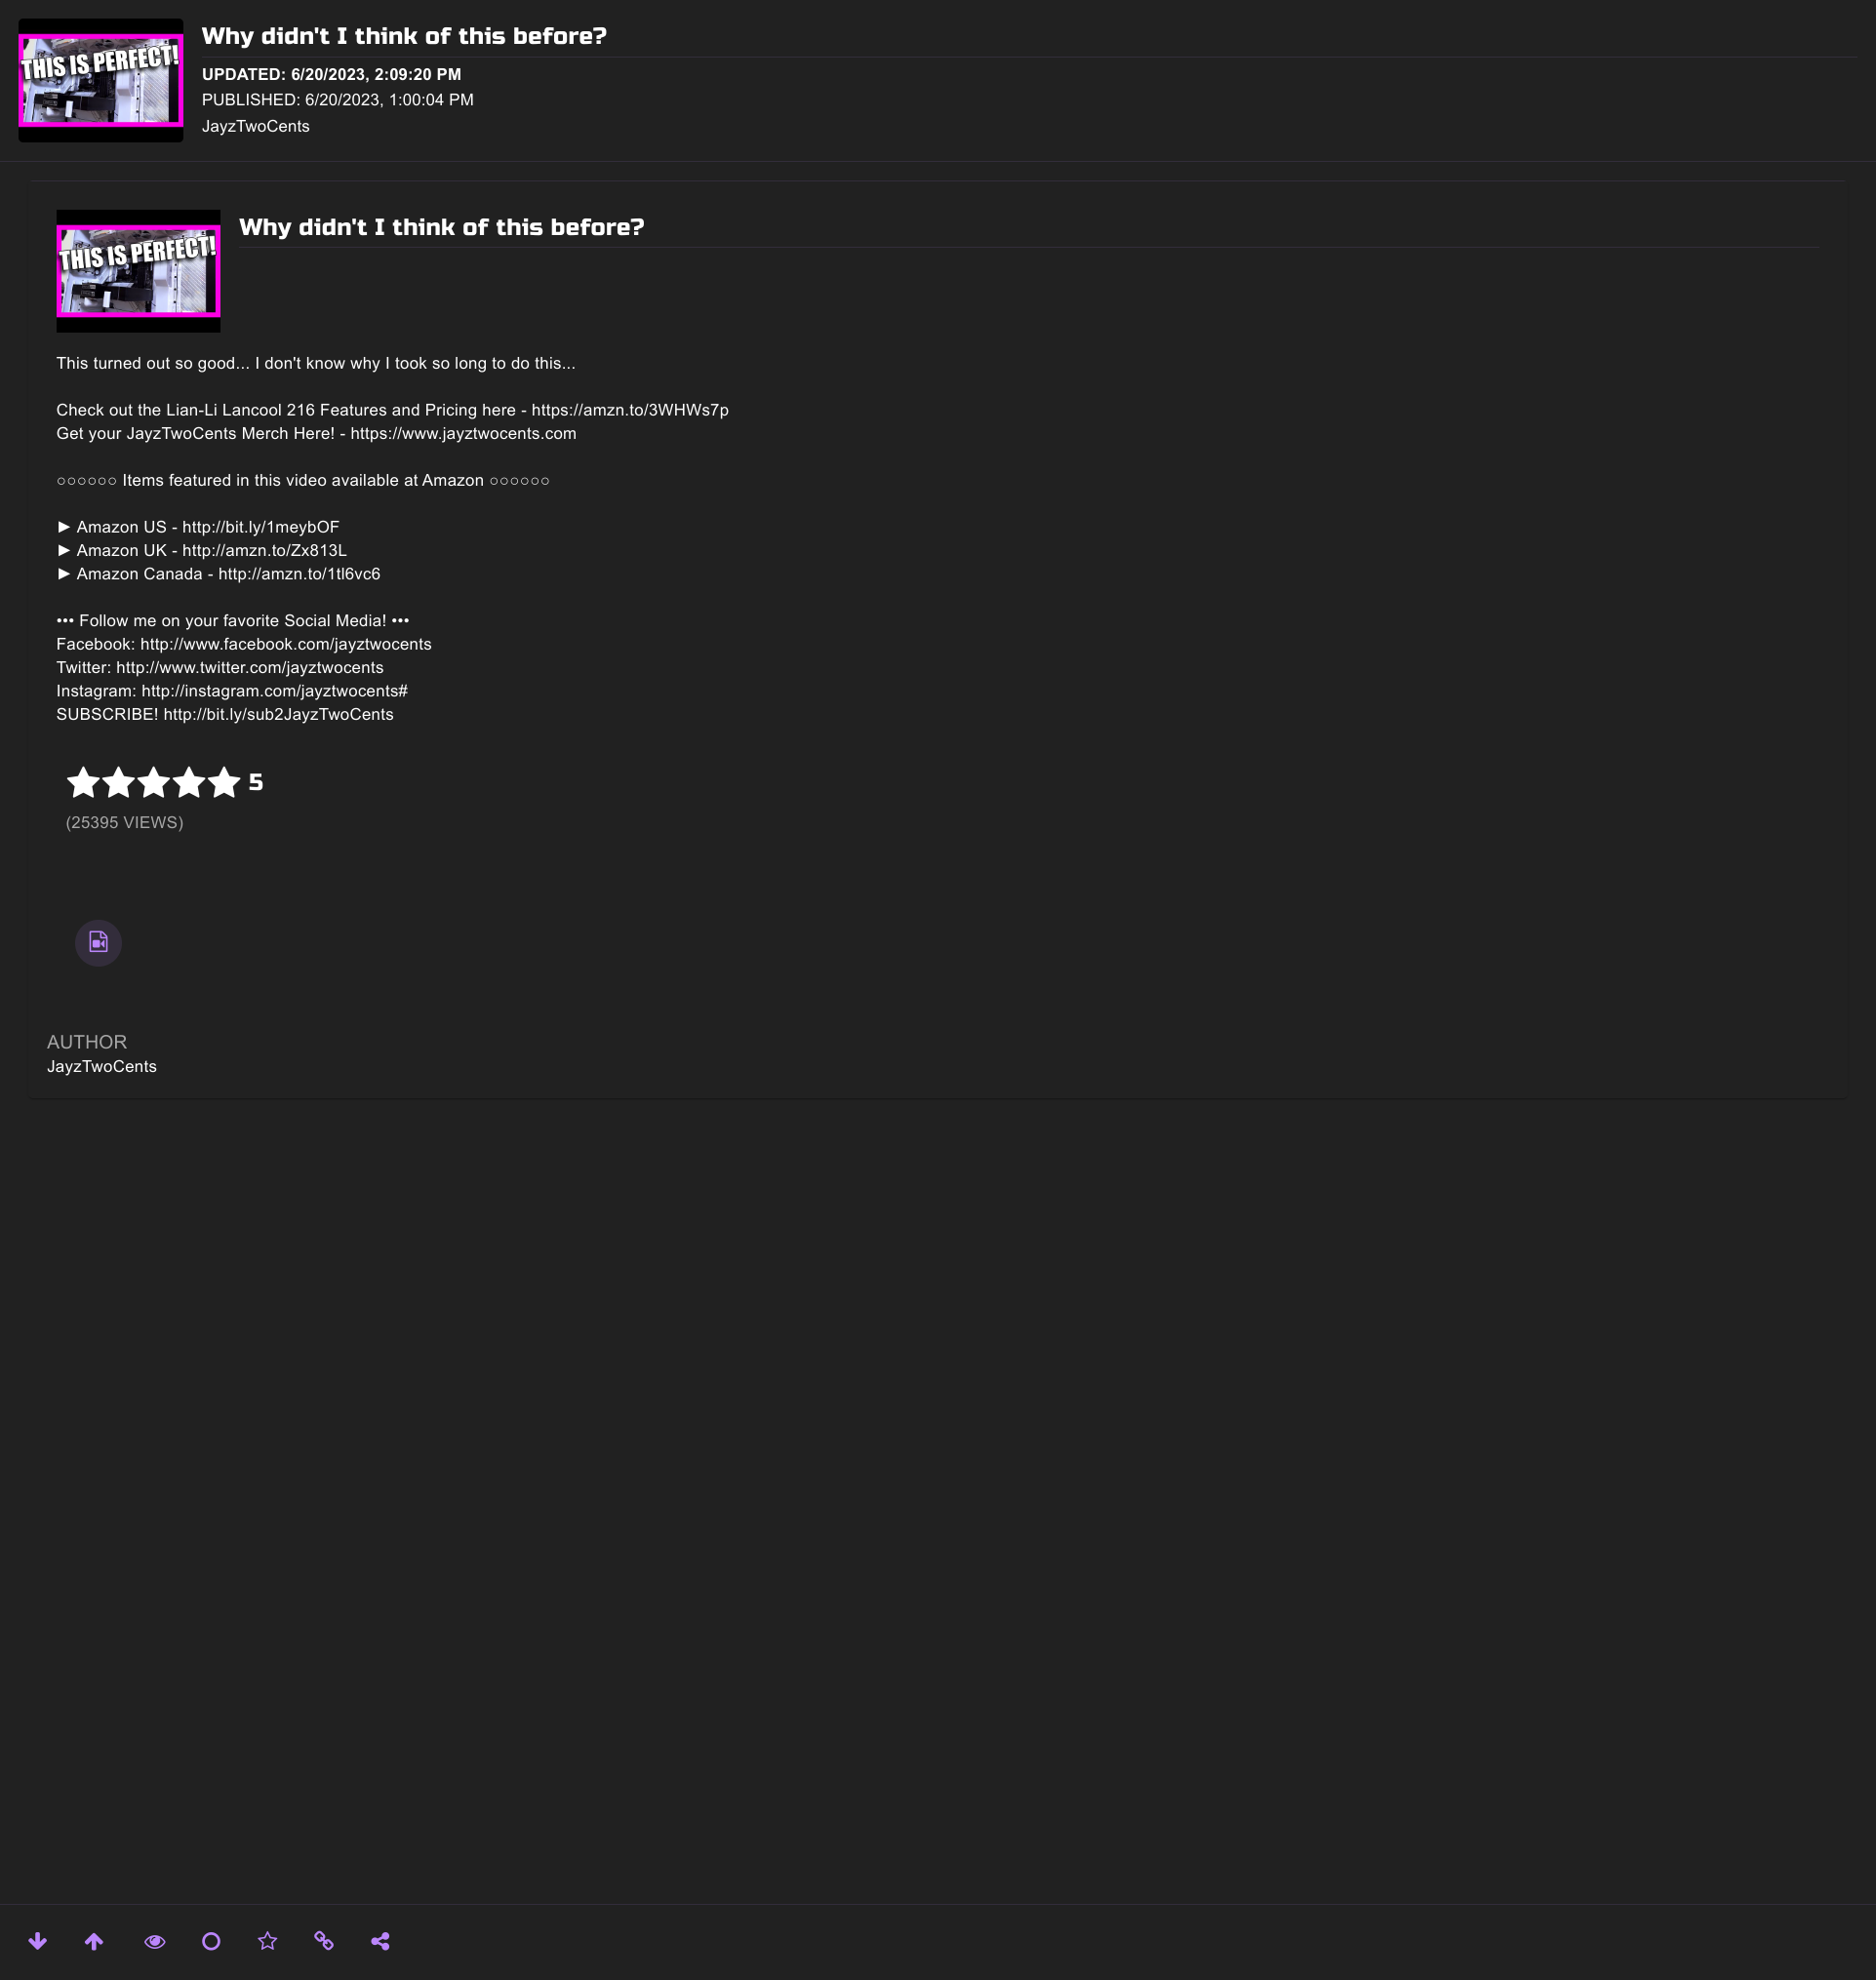 THIS IS PERFECT!
Why didn't I think of this before?
UPDATED: 6/20/2023, 2:09:20 PM
PUBLISHED: 6/20/2023, 1:00:04 PM
JayzTwoCents
THIS IS PERFECT!
Why didn't I think of this before?
This turned out so good... I don't know why I took so long to do this...
Check out the Lian-Li Lancool 216 Features and Pricing here - https://amzn.to/3WHWs7p
Get your JayzTwoCents Merch Here! - https://www.jayztwocents.com
○○○○○○ Items featured in this video available at Amazon ○○○○○○
► Amazon US - http://bit.ly/1meybOF
► Amazon UK - http://amzn.to/Zx813L
► Amazon Canada - http://amzn.to/1tl6vc6
••• Follow me on your favorite Social Media! •••
Facebook: http://www.facebook.com/jayztwocents
Twitter: http://www.twitter.com/jayztwocents
Instagram: http://instagram.com/jayztwocents#
SUBSCRIBE! http://bit.ly/sub2JayzTwoCents
5
(25395 VIEWS)
AUTHOR
JayzTwoCents